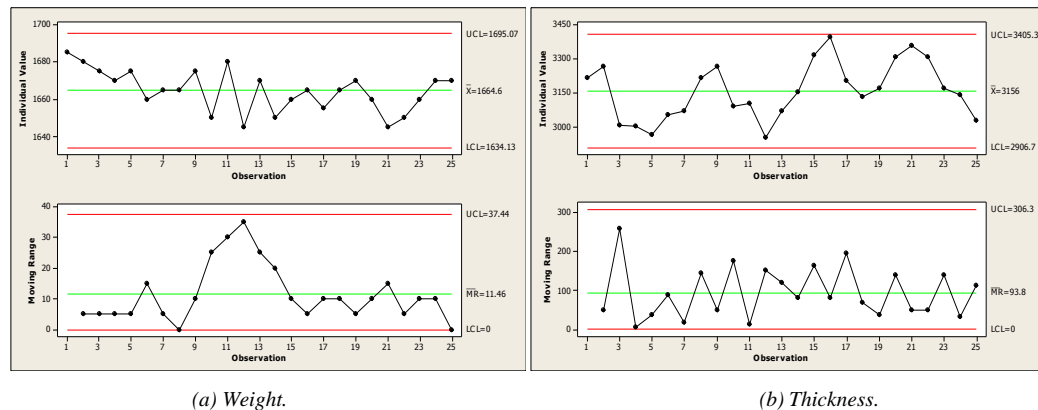 1700
1680
1660
1640
Individual Value
UCL=1695.07
X=1664.6
LCL=1634.13
1 3 5 7 9 11 13 15 17 19 21 23 25
Observation
40
30
20
10
0
Moving Range
UCL=37.44
MR=11.46
LCL=0
1 3 5 7 9 11 13 15 17 19 21 23 25
Observation
(a) Weight.
3450
3300
3150
3000
Individual Value
UCL=3405.3
X=3156
LCL=2906.7
1 3 5 7 9 11 13 15 17 19 21 23 25
Observation
300
200
100
0
Moving Range
UCL=306.3
MR=93.8
LCL=0
1 3 5 7 9 11 13 15 17 19 21 23 25
Observation
(b) Thickness.